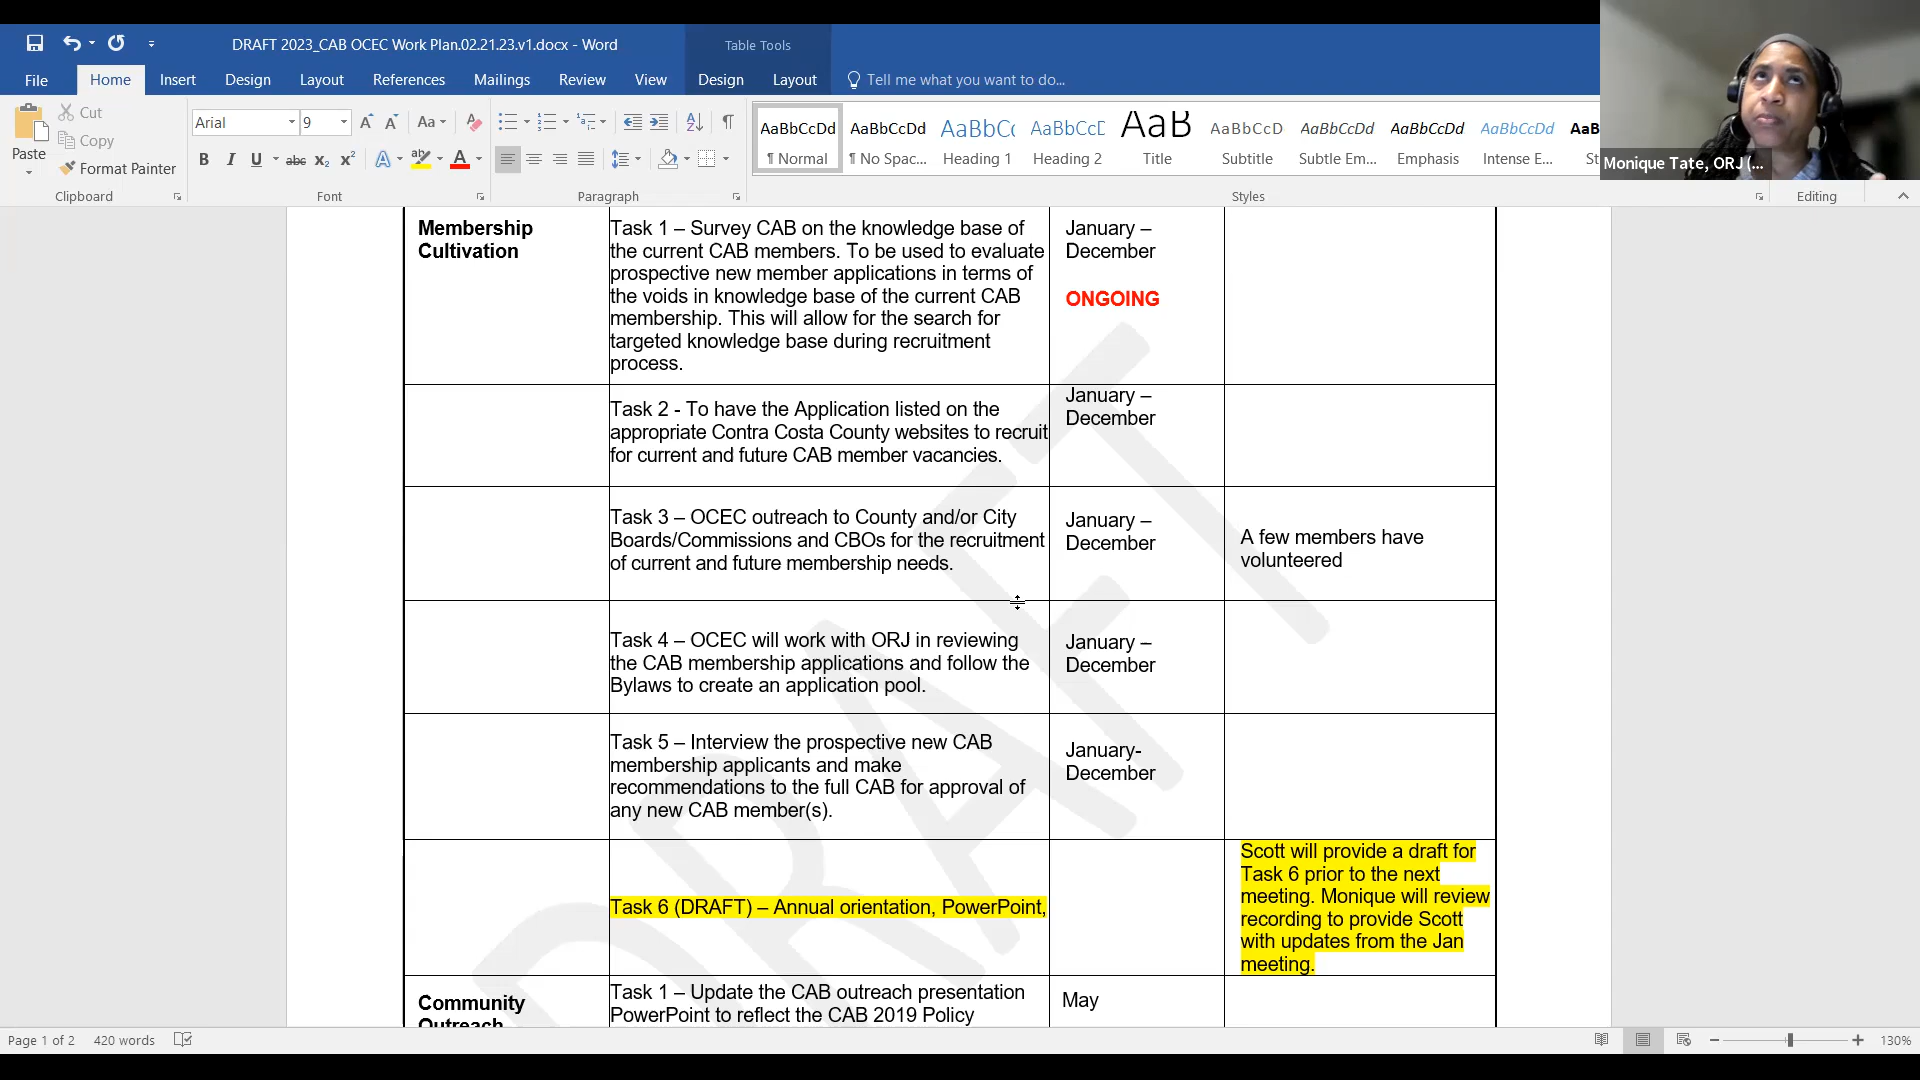 DRAFT 2023_CAB OCEC Work Plan.02.21.23.v1.docx - Word
Table Tools
File
Home
Insert
Design
Layout
References
Mailings
Review
View
Design
Layout
Tell me what you want to do...
Paste
Cut
Copy
Format Painter
Clipboard
Arial
9
Font
Paragraph
AaBbCcDd
¶ Normal
AaBbCcDd
¶ No Spac...
AaBbCc
Heading 1
AaBbCcD
Heading 2
AaB
Title
AaBbCcD
Subtitle
AaBbCcDd
Subtle Em...
AaBbCcDd
Emphasis
AaBbCcDd
Intense E...
AaB
St
Styles
Editing
Monique Tate, ORJ (...
Membership
Cultivation
Task 1 – Survey CAB on the knowledge base of
the current CAB members. To be used to evaluate
prospective new member applications in terms of
the voids in knowledge base of the current CAB
membership. This will allow for the search for
targeted knowledge base during recruitment
process.
January –
December
ONGOING
Task 2 - To have the Application listed on the
appropriate Contra Costa County websites to recruit
for current and future CAB member vacancies.
January –
December
Task 3 – OCEC outreach to County and/or City
Boards/Commissions and CBOs for the recruitment
of current and future membership needs.
January –
December
A few members have
volunteered
Task 4 – OCEC will work with ORJ in reviewing
the CAB membership applications and follow the
Bylaws to create an application pool.
January –
December
Task 5 – Interview the prospective new CAB
membership applicants and make
recommendations to the full CAB for approval of
any new CAB member(s).
January-
December
Task 6 (DRAFT) – Annual orientation, PowerPoint,
Scott will provide a draft for
Task 6 prior to the next
meeting. Monique will review
recording to provide Scott
with updates from the Jan
meeting.
Community
Outreach
Task 1 – Update the CAB outreach presentation
PowerPoint to reflect the CAB 2019 Policy
May
DRAFT
Page 1 of 2
420 words
130%